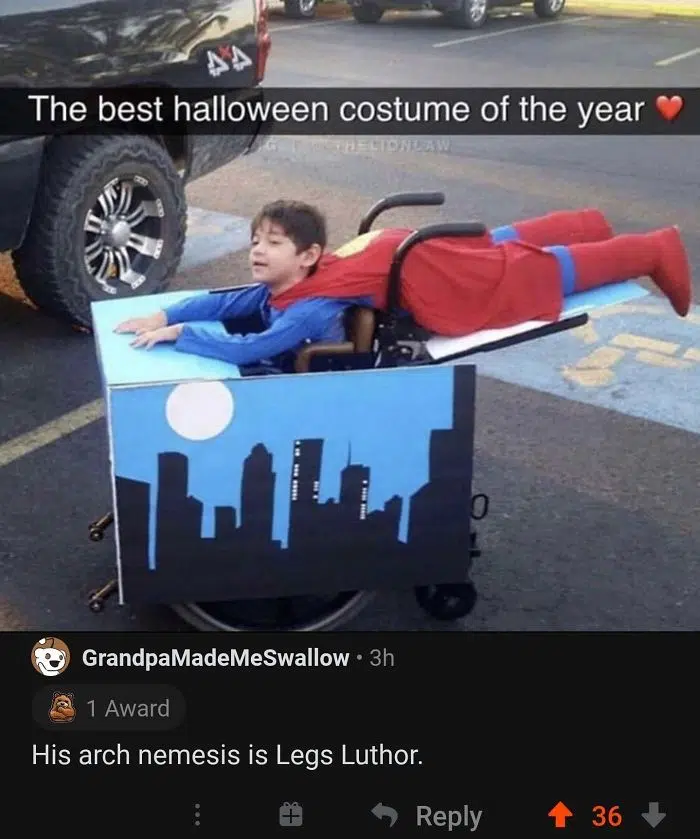 4x4
The best halloween costume of the year ❤️
THELIONLAW
GrandpaMadeMeSwallow • 3h
1 Award
His arch nemesis is Legs Luthor.
Reply
36